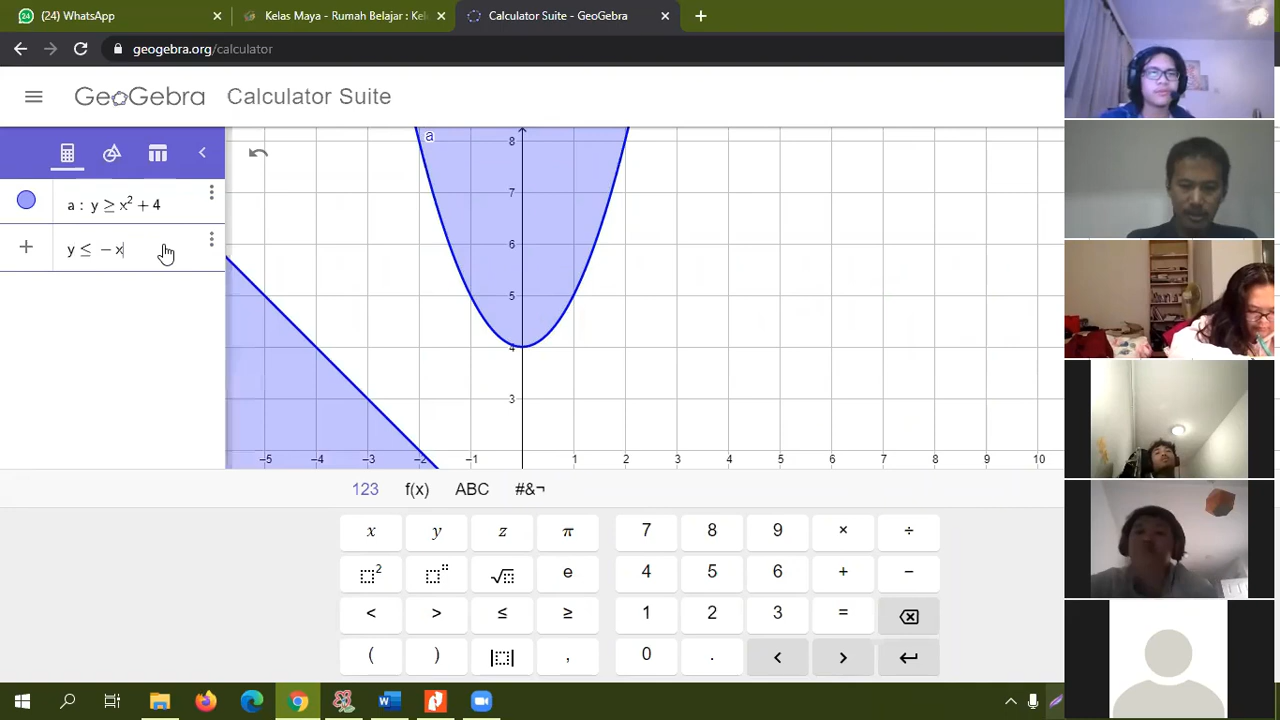 (24) WhatsApp
Kelas Maya - Rumah Belajar : Kel
Calculator Suite - GeoGebra
geogebra.org/calculator
GeoGebra Calculator Suite
a : y ≥ x² + 4
y ≤ − x
a
8
7
6
5
4
3
−5 −4 −3 −2 −1 1 2 3 4 5 6 7 8 9 10
123 f(x) ABC #&¬
x y z π 7 8 9 × ÷
e 4 5 6 + −
< > ≤ ≥ 1 2 3 =
( ) , 0 . < >